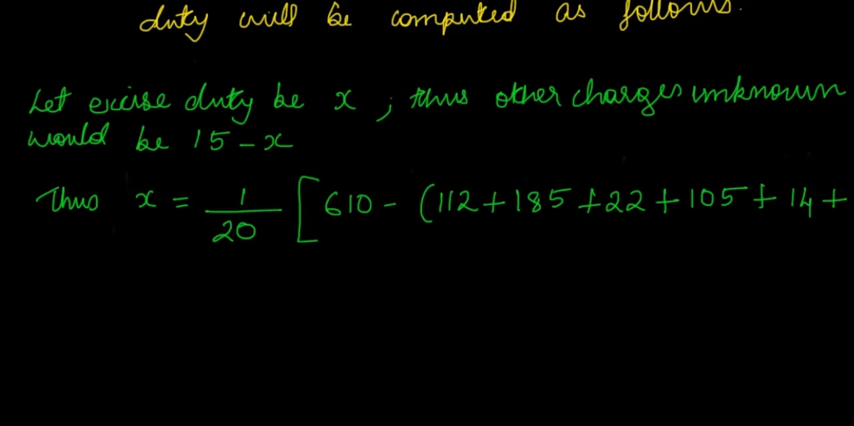 duty will be computed as follows.
Let excise duty be x ; thus other charges unknown
would be 15 - x
Thus x = 1/20 [ 610 - (112 + 185 + 22 + 105 + 14 +